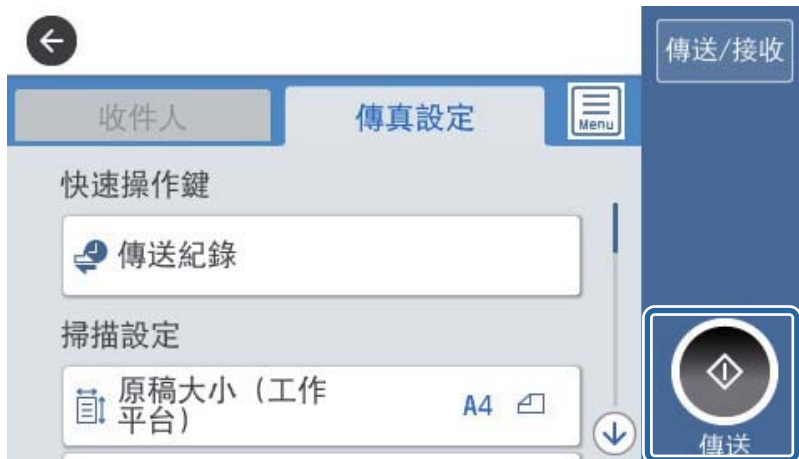 傳送/接收
收件人
傳真設定
Menu
快速操作鍵
傳送紀錄
掃描設定
原稿大小（工作
平台）
A4
傳送